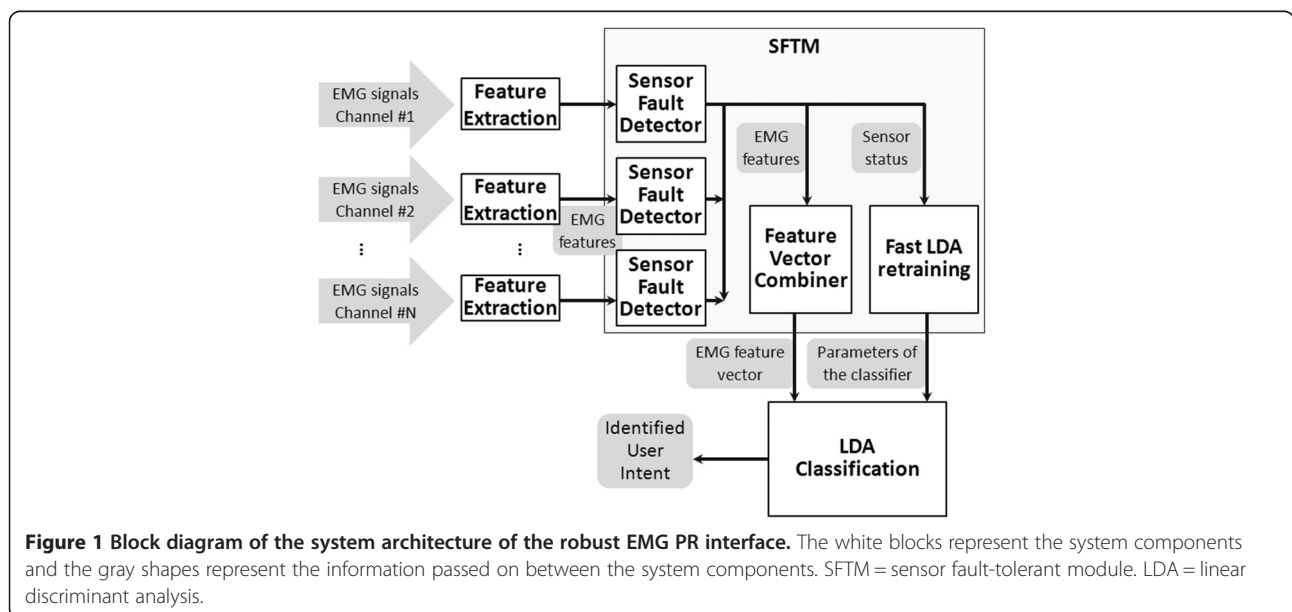 SFTM
EMG signals
Channel #1
Feature
Extraction
Sensor
Fault
Detector
EMG
features
Sensor
status
EMG signals
Channel #2
Feature
Extraction
EMG
features
Sensor
Fault
Detector
Feature
Vector
Combiner
Fast LDA
retraining
⋮
⋮
EMG signals
Channel #N
Feature
Extraction
Sensor
Fault
Detector
EMG feature
vector
Parameters of
the classifier
Identified
User
Intent
LDA
Classification
Figure 1 Block diagram of the system architecture of the robust EMG PR interface. The white blocks represent the system components
and the gray shapes represent the information passed on between the system components. SFTM = sensor fault-tolerant module. LDA = linear
discriminant analysis.